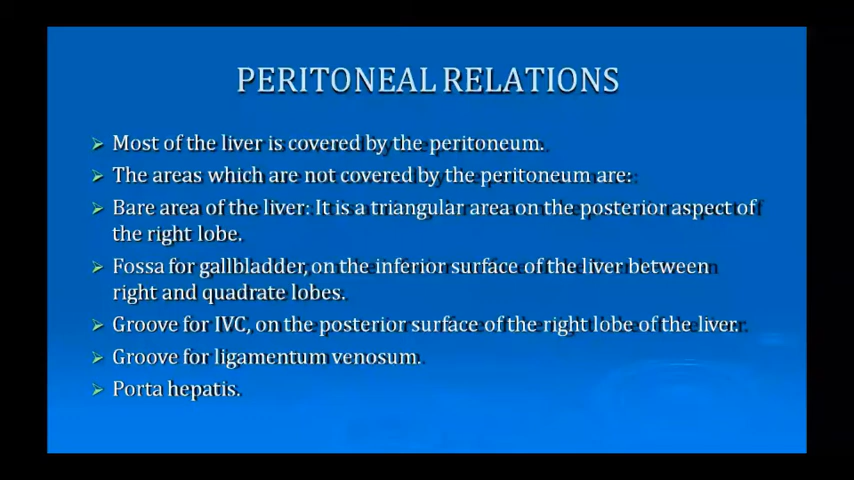 PERITONEAL RELATIONS
Most of the liver is covered by the peritoneum.
The areas which are not covered by the peritoneum are:
Bare area of the liver: It is a triangular area on the posterior aspect of
the right lobe.
Fossa for gallbladder, on the inferior surface of the liver between
right and quadrate lobes.
Groove for IVC, on the posterior surface of the right lobe of the liver.
Groove for ligamentum venosum.
Porta hepatis.